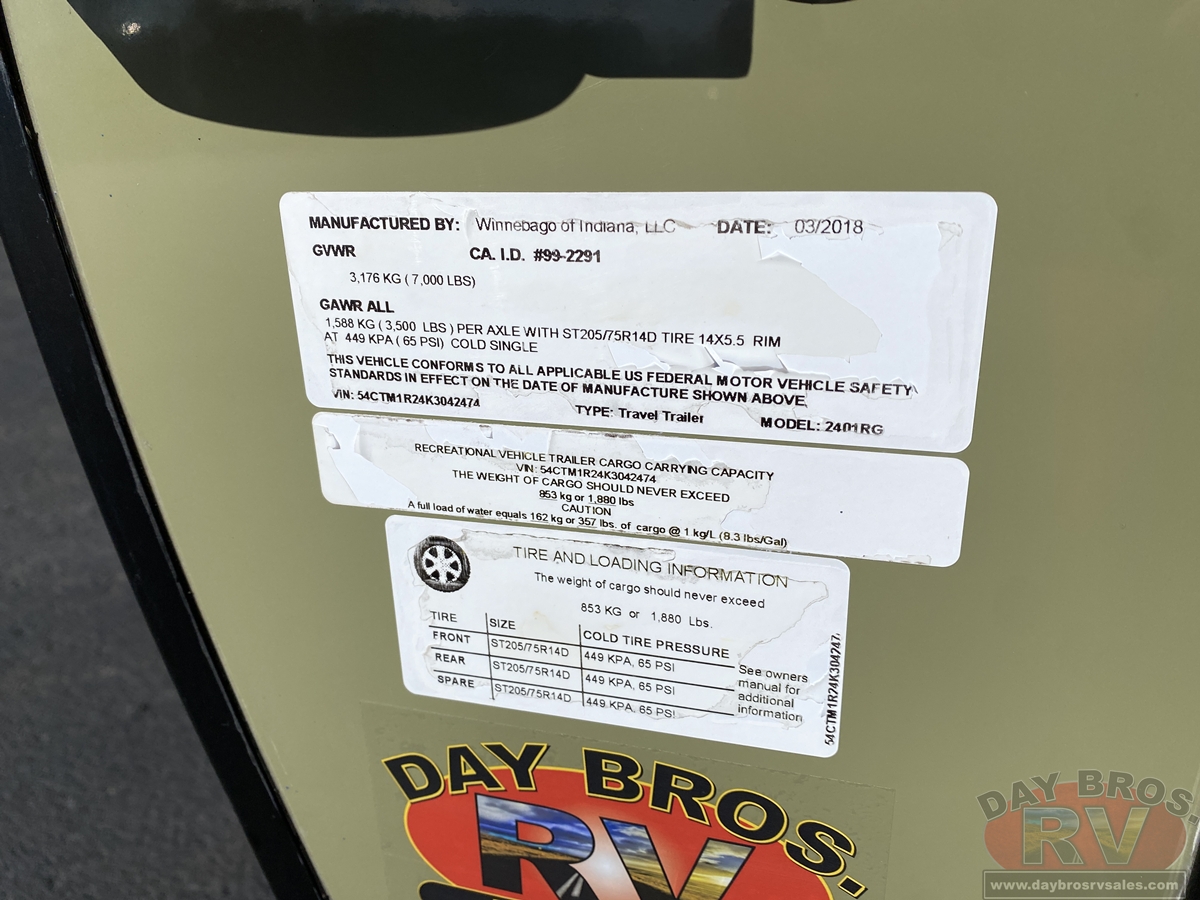 MANUFACTURED BY: Winnebago of Indiana, LLC DATE: 03/2018
GVWR CA. I.D. #99-2291
3,176 KG ( 7,000 LBS)
GAWR ALL
1,588 KG ( 3,500 LBS ) PER AXLE WITH ST205/75R14D TIRE 14X5.5 RIM
AT 449 KPA ( 65 PSI) COLD SINGLE
THIS VEHICLE CONFORMS TO ALL APPLICABLE US FEDERAL MOTOR VEHICLE SAFETY
STANDARDS IN EFFECT ON THE DATE OF MANUFACTURE SHOWN ABOVE
VIN: 54CTM1R24K3042474 TYPE: Travel Trailer MODEL: 2401RG
RECREATIONAL VEHICLE TRAILER CARGO CARRYING CAPACITY
VIN: 54CTM1R24K3042474
THE WEIGHT OF CARGO SHOULD NEVER EXCEED
853 kg or 1,880 lbs
CAUTION
A full load of water equals 162 kg or 357 lbs. of cargo @ 1 kg/L (8.3 lbs/Gal)
TIRE AND LOADING INFORMATION
The weight of cargo should never exceed
853 KG or 1,880 Lbs.
TIRE SIZE COLD TIRE PRESSURE
FRONT ST205/75R14D 449 KPA, 65 PSI
REAR ST205/75R14D 449 KPA, 65 PSI
SPARE ST205/75R14D 449 KPA, 65 PSI
See owners
manual for
additional
information
54CTM1R24K304247
DAY BROS.
RV
DAY BROS.
RV
www.daybrosrvsales.com